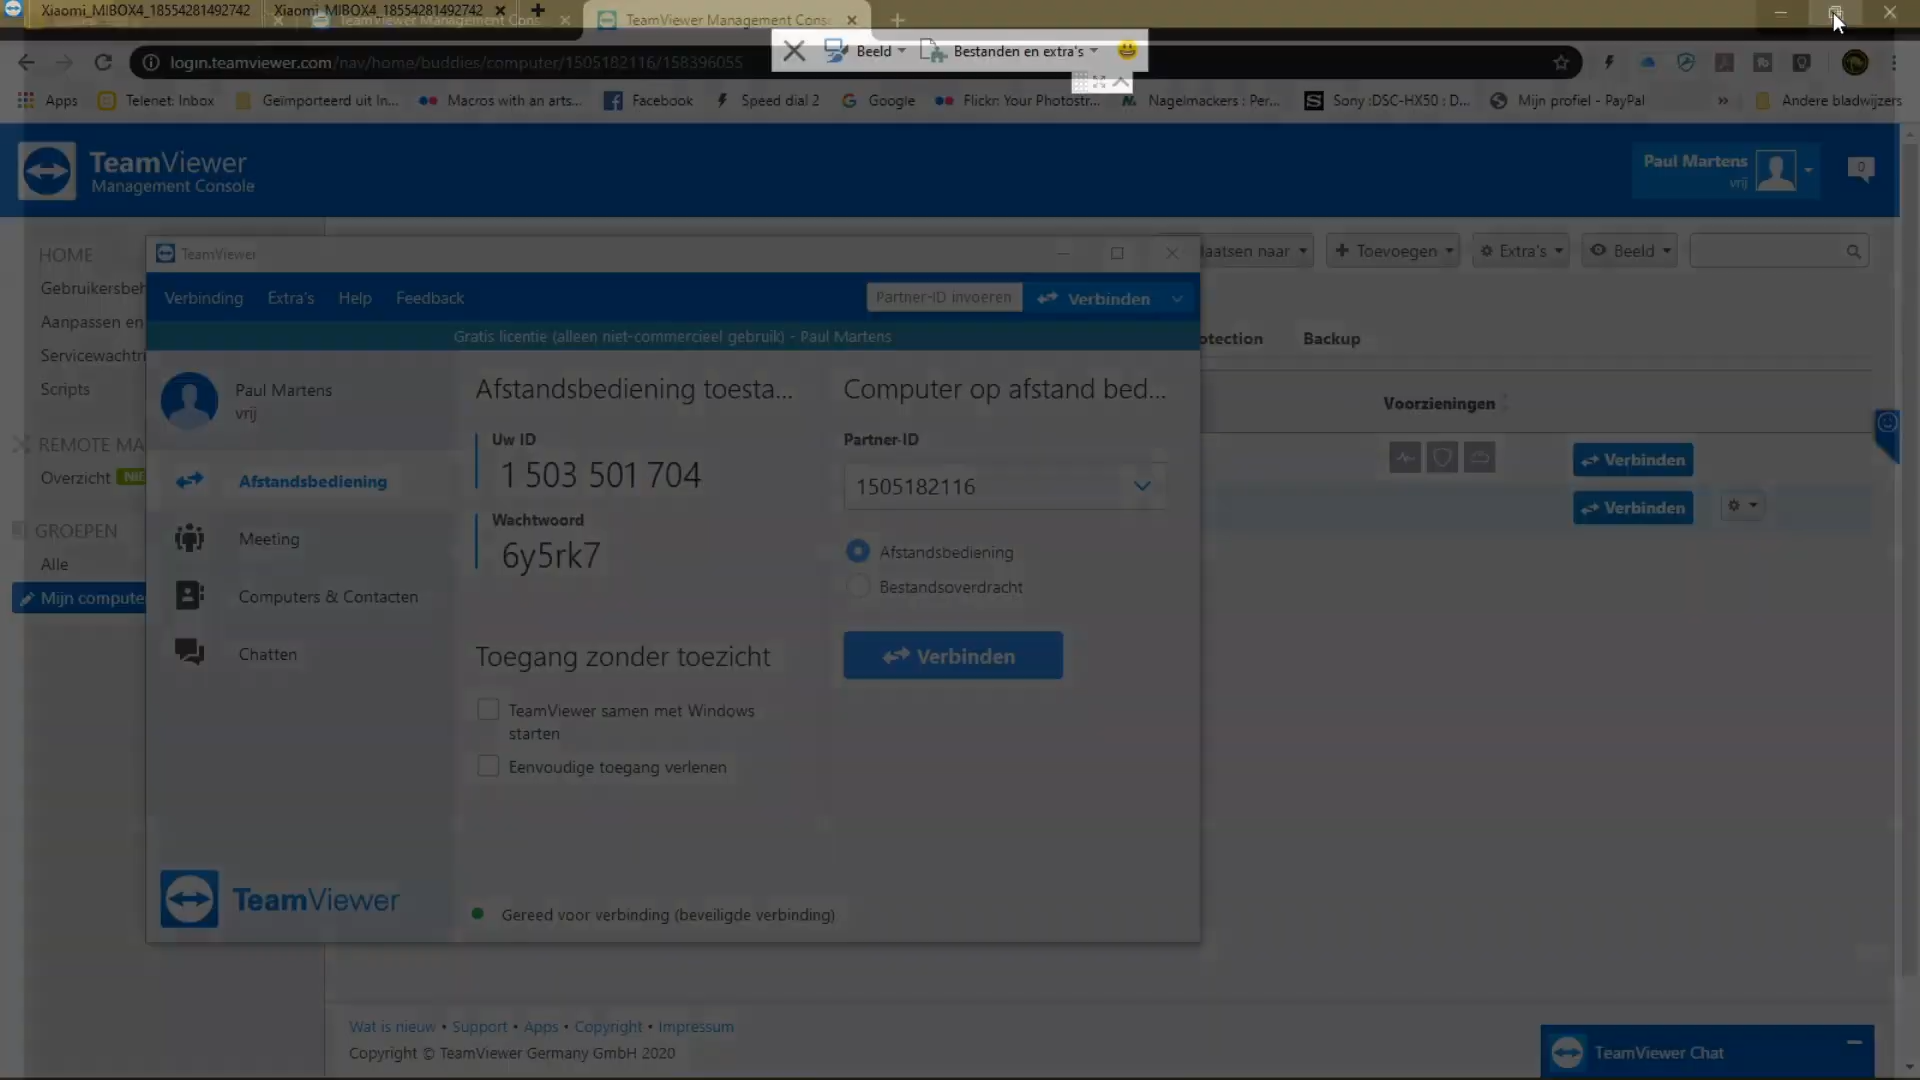 Xiaomi_MIBOX4_18554281492742
Xiaomi_MIBOX4_18554281492742
TeamViewer Management Cons
TeamViewer Management Conse
login.teamviewer.com/nav/home/buddies/computer/1505182116/158396055
Beeld
Bestanden en extra's
Apps
Telenet: Inbox
Geïmporteerd uit In...
Macros with an arts...
Facebook
Speed dial 2
Google
Flickr: Your Photostr...
Nagelmackers : Per...
Sony :DSC-HX50 : D...
Mijn profiel - PayPal
»
Andere bladwijzers
TeamViewer
Management Console
Paul Martens
vrij
0
HOME
Gebruikersbeh
Aanpassen en
Servicewachtri
Scripts
REMOTE MA
Overzicht NIE
GROEPEN
Alle
Mijn compute
laatsen naar
Toevoegen
Extra's
Beeld
otection
Backup
Voorzieningen
Verbinden
Verbinden
TeamViewer
Verbinding
Extra's
Help
Feedback
Partner-ID invoeren
Verbinden
Gratis licentie (alleen niet-commercieel gebruik) - Paul Martens
Paul Martens
vrij
Afstandsbediening
Meeting
Computers & Contacten
Chatten
TeamViewer
Afstandsbediening toesta...
Uw ID
1 503 501 704
Wachtwoord
6y5rk7
Toegang zonder toezicht
TeamViewer samen met Windows
starten
Eenvoudige toegang verlenen
Gereed voor verbinding (beveiligde verbinding)
Computer op afstand bed...
Partner-ID
1505182116
Afstandsbediening
Bestandsoverdracht
Verbinden
Wat is nieuw • Support • Apps • Copyright • Impressum
Copyright © TeamViewer Germany GmbH 2020
TeamViewer Chat